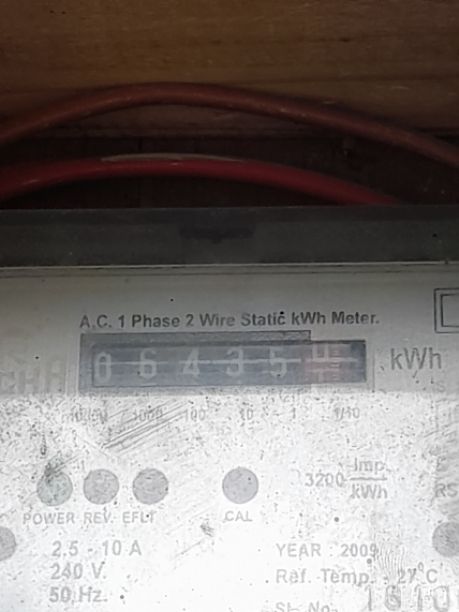 A.C. 1 Phase 2 Wire Static kWh Meter.
0 6 4 3 5
kWh
100 10 1 1/10
3200 Imp
kWh
POWER REV. EFLT CAL
2.5 - 10 A
240 V.
50 Hz.
YEAR : 2009
Ref. Temp. 27°C